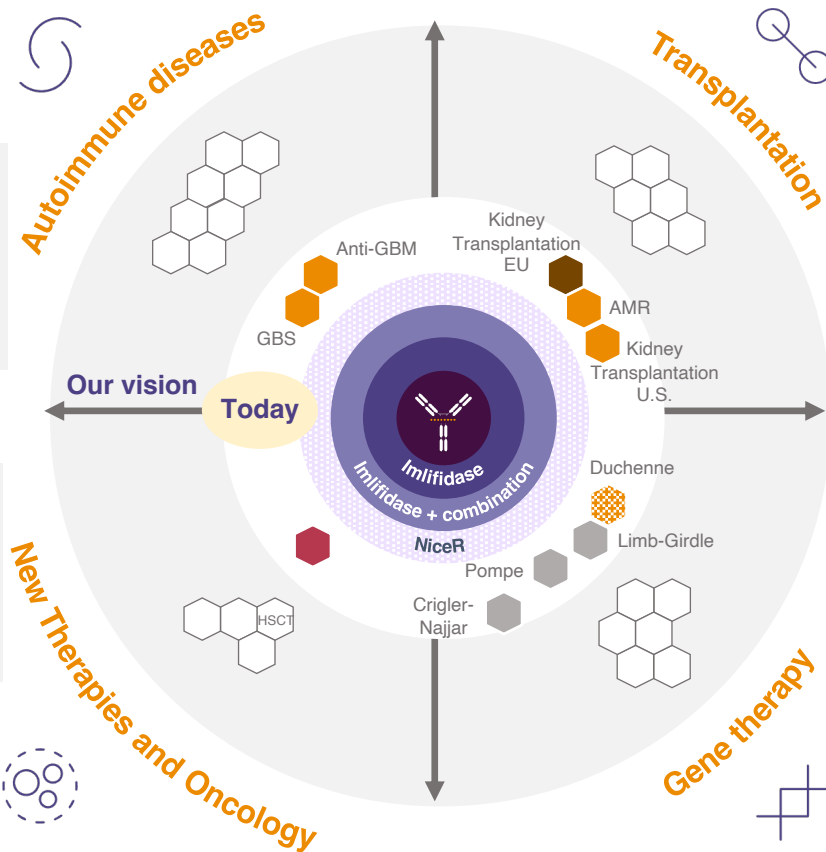 Autoimmune diseases
Transplantation
Kidney
Transplantation
EU
Anti-GBM
AMR
GBS
Kidney
Transplantation
U.S.
Our vision
Today
Imlifidase
Imlifidase + combination
NiceR
Duchenne
Limb-Girdle
Pompe
Crigler-
Najjar
HSCT
New Therapies and Oncology
Gene therapy